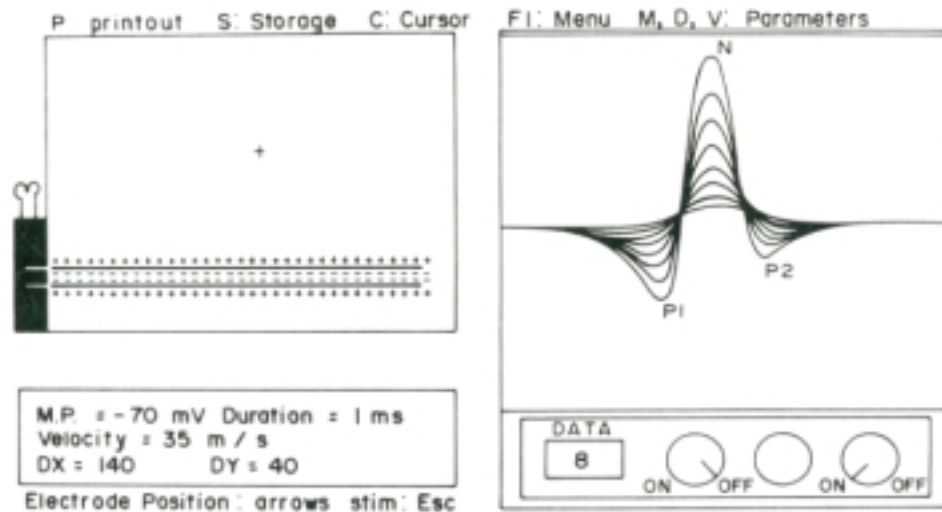 P: printout S: Storage C: Cursor
F1: Menu M, D, V: Parameters
N
P1
P2
M.P. = -70 mV Duration = 1 ms
Velocity = 35 m / s
DX = 140 DY = 40
Electrode Position: arrows stim: Esc
DATA
8
ON OFF ON OFF